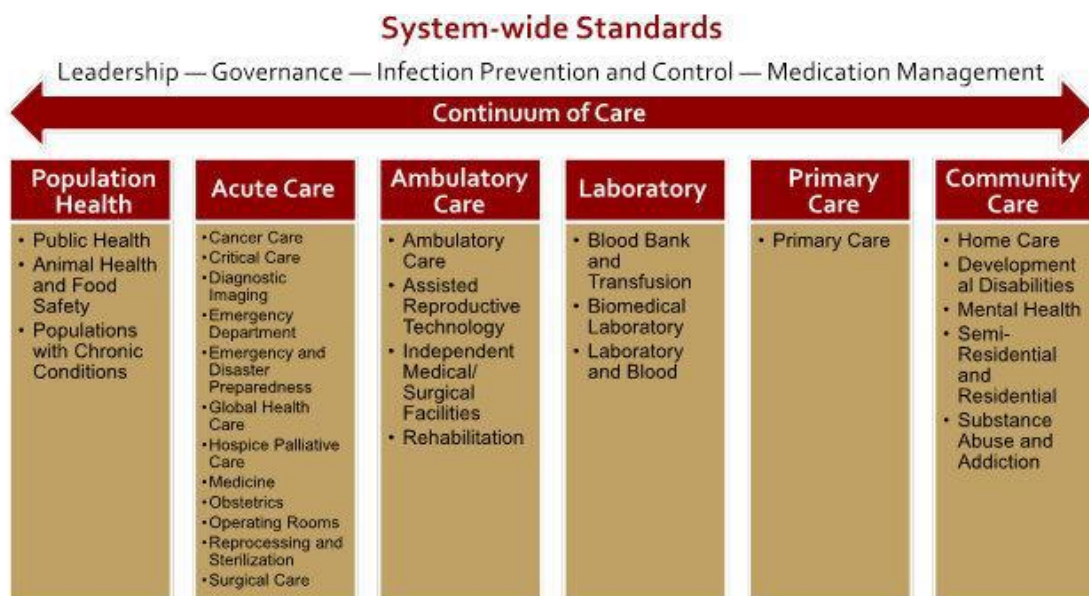 System-wide Standards
Leadership — Governance — Infection Prevention and Control — Medication Management
Continuum of Care
Population
Health
• Public Health
• Animal Health
and Food
Safety
• Populations
with Chronic
Conditions
Acute Care
•Cancer Care
•Critical Care
•Diagnostic
Imaging
•Emergency
Department
•Emergency and
Disaster
Preparedness
•Global Health
Care
•Hospice Palliative
Care
•Medicine
•Obstetrics
•Operating Rooms
•Reprocessing and
Sterilization
•Surgical Care
Ambulatory
Care
• Ambulatory
Care
• Assisted
Reproductive
Technology
• Independent
Medical/
Surgical
Facilities
• Rehabilitation
Laboratory
• Blood Bank
and
Transfusion
• Biomedical
Laboratory
• Laboratory
and Blood
Primary
Care
• Primary Care
Community
Care
• Home Care
• Development
al Disabilities
• Mental Health
• Semi-
Residential
and
Residential
• Substance
Abuse and
Addiction